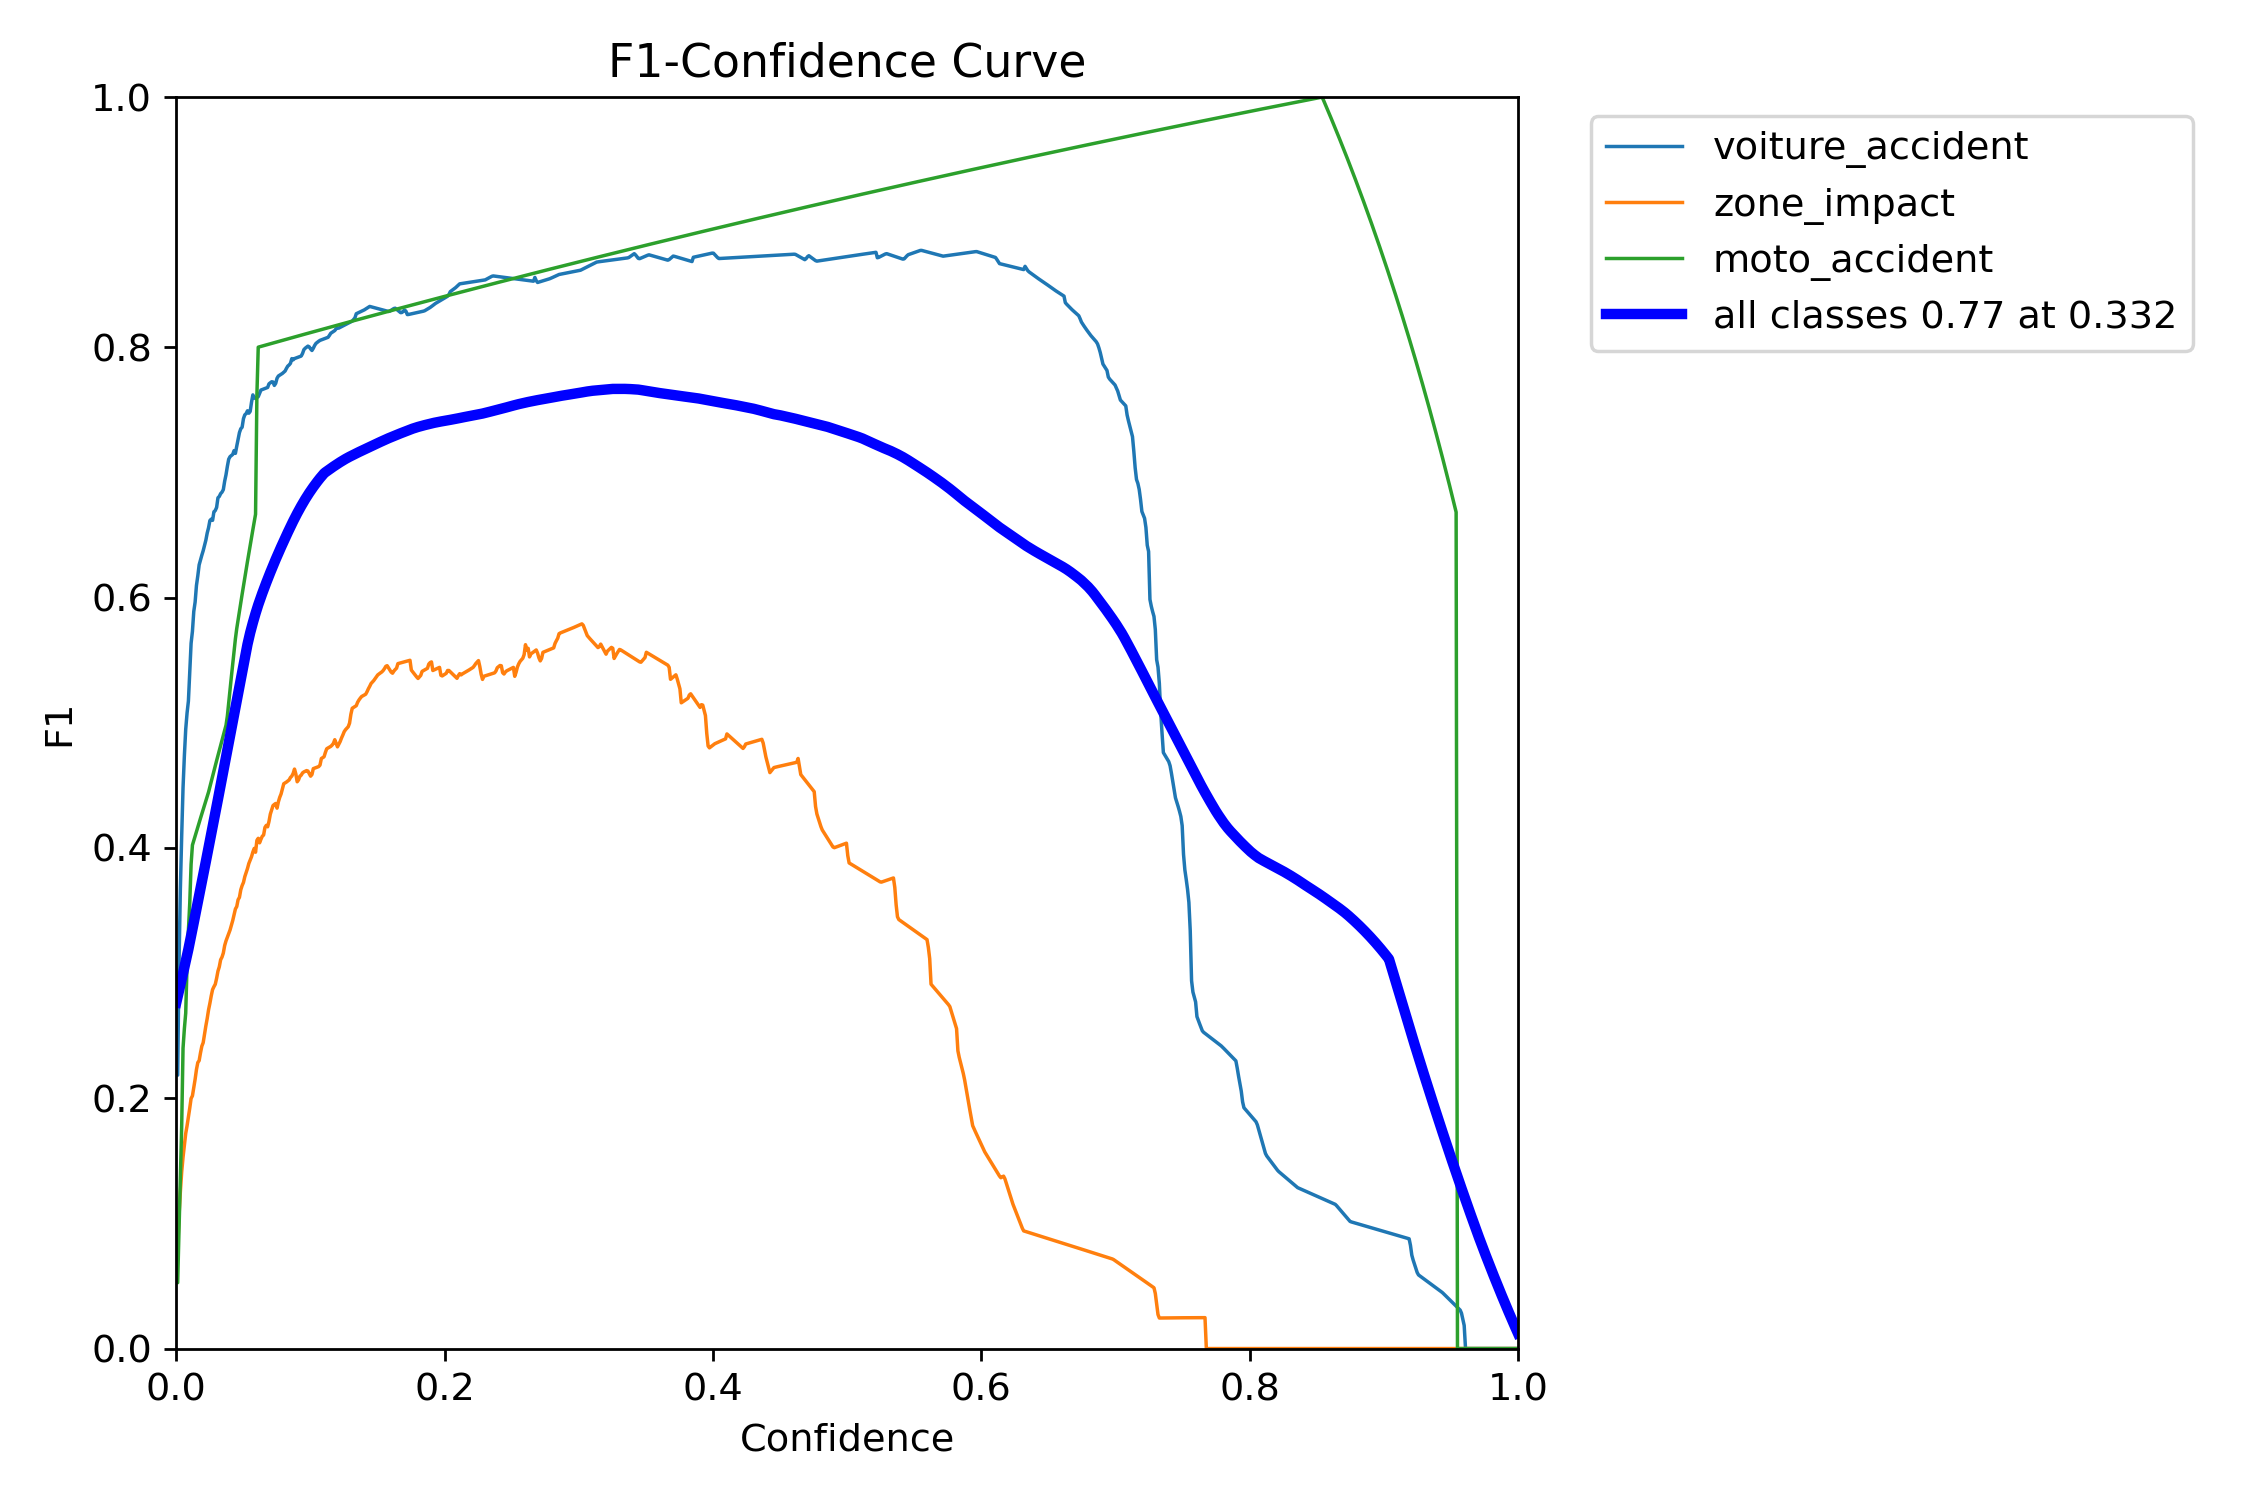 F1-Confidence Curve
1.0
0.8
0.6
0.4
0.2
0.0
F1
0.0 0.2 0.4 0.6 0.8 1.0
Confidence
voiture_accident
zone_impact
moto_accident
all classes 0.77 at 0.332